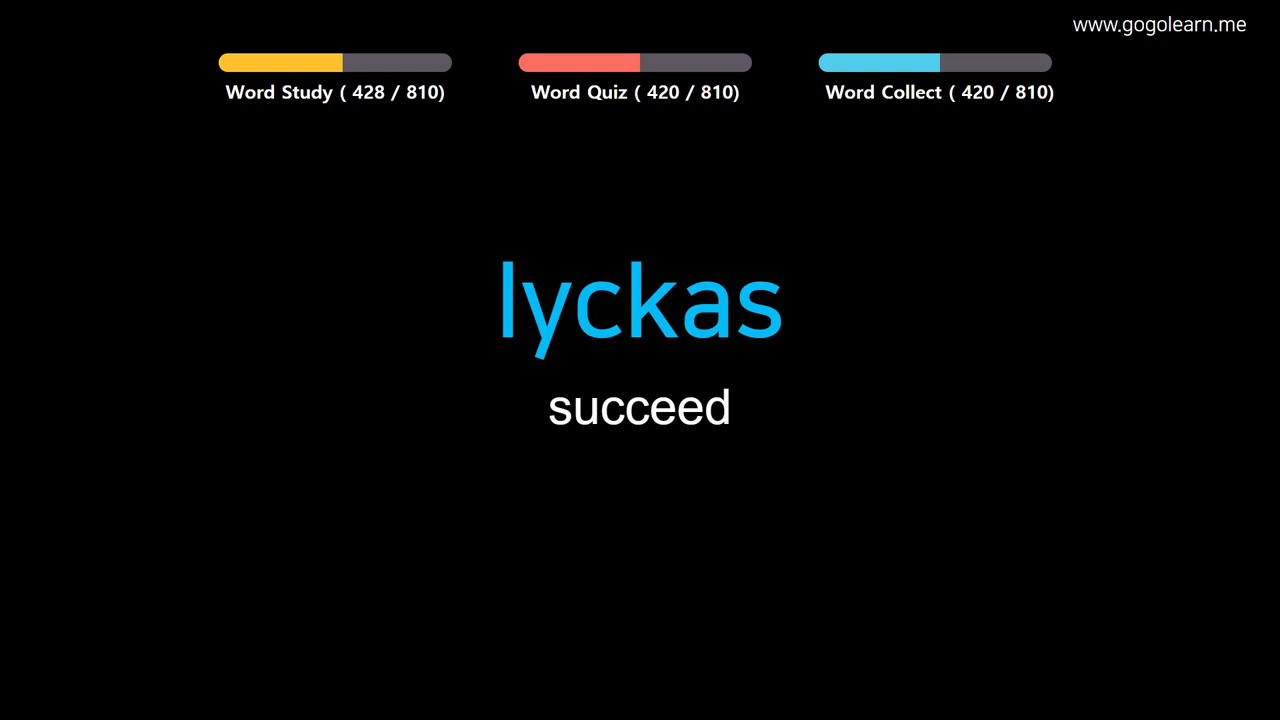 www.gogolearn.me
Word Study ( 428 / 810)
Word Quiz ( 420 / 810)
Word Collect ( 420 / 810)
lyckas
succeed